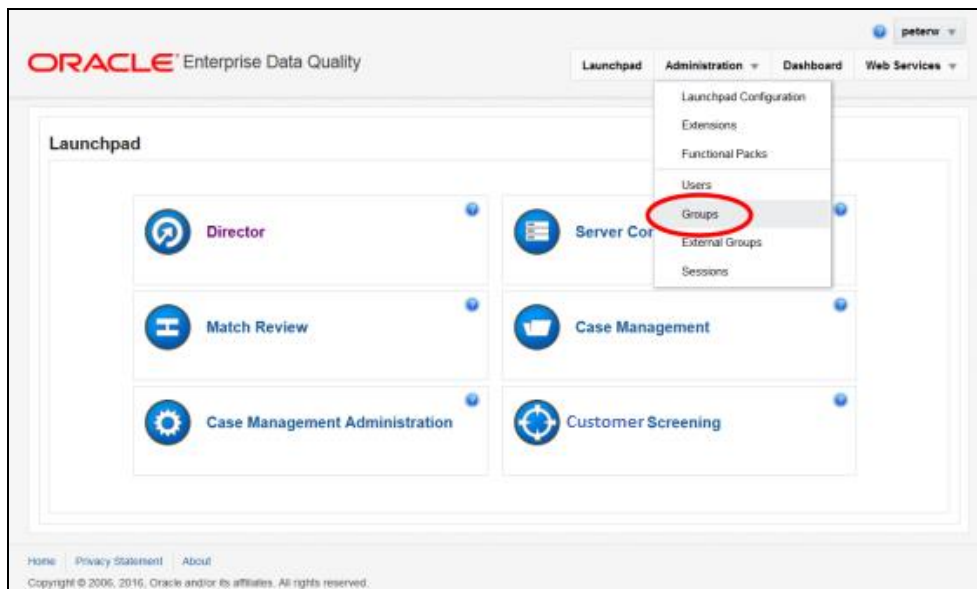 peterw
ORACLE Enterprise Data Quality
Launchpad Administration Dashboard Web Services
Launchpad Configuration
Extensions
Functional Packs
Users
Groups
External Groups
Sessions
Launchpad
Director
Server Con
Match Review
Case Management
Case Management Administration
Customer Screening
Home Privacy Statement About
Copyright © 2006, 2016, Oracle and/or its affiliates. All rights reserved.